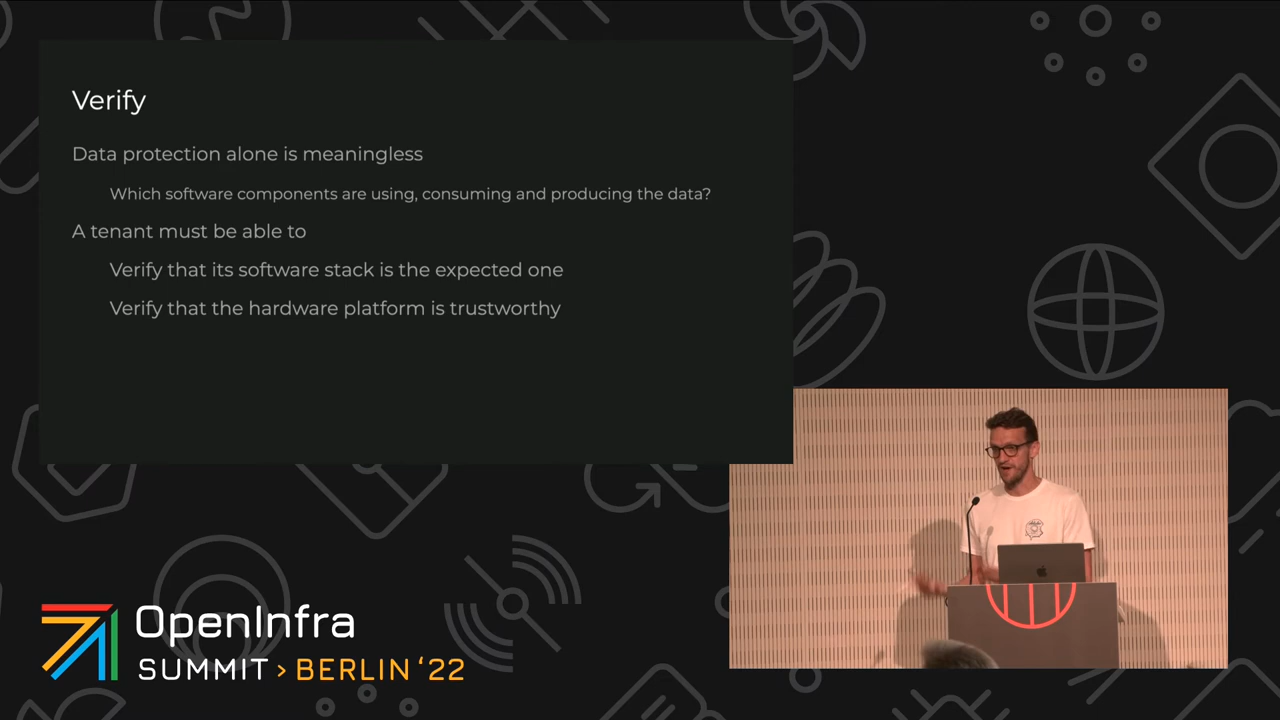 Verify
Data protection alone is meaningless
Which software components are using, consuming and producing the data?
A tenant must be able to
Verify that its software stack is the expected one
Verify that the hardware platform is trustworthy
OpenInfra
SUMMIT > BERLIN ‘22